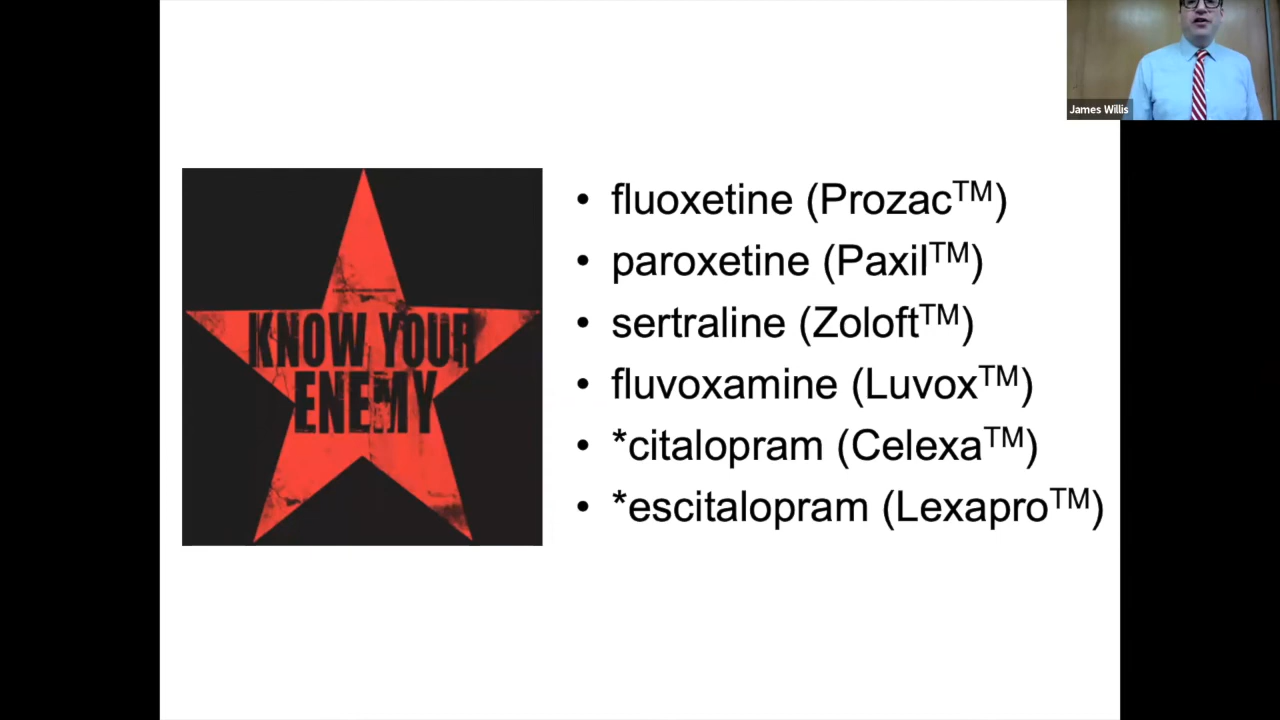 James Willis
KNOW YOUR
ENEMY
• fluoxetine (Prozac™)
• paroxetine (Paxil™)
• sertraline (Zoloft™)
• fluvoxamine (Luvox™)
• *citalopram (Celexa™)
• *escitalopram (Lexapro™)